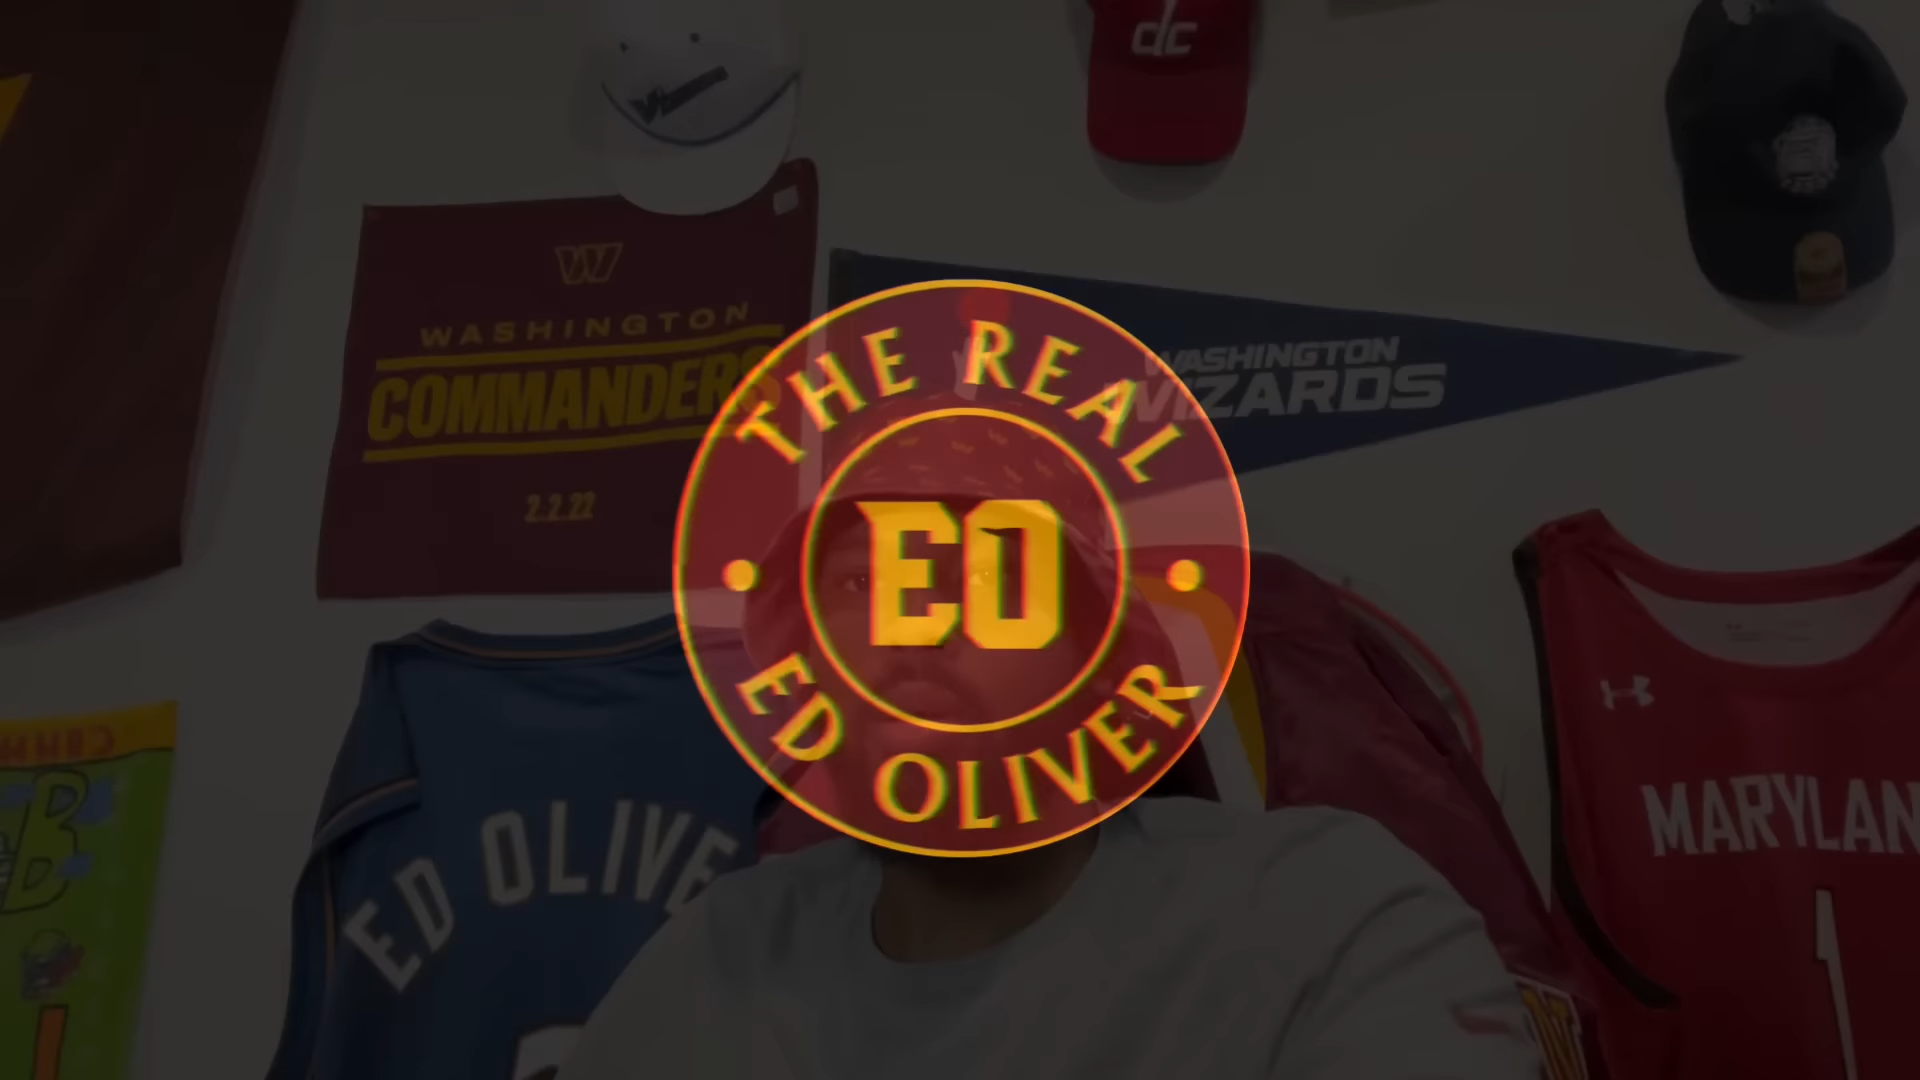 dc
W
WASHINGTON
COMMANDERS
2.2.22
WASHINGTON
WIZARDS
THE REAL
EO
ED OLIVER
ED OLIVE
MARYLAN
1